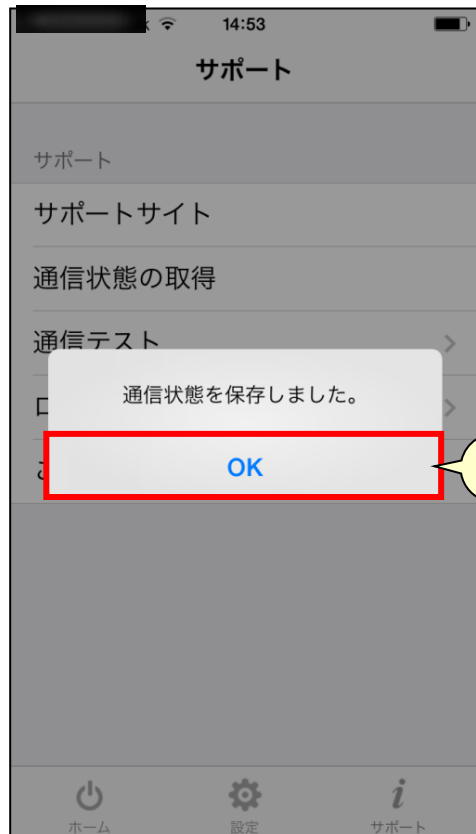 14:53
サポート
サポート
サポートサイト
通信状態の取得
通信テスト
通信状態を保存しました。
OK
ホーム
設定
サポート